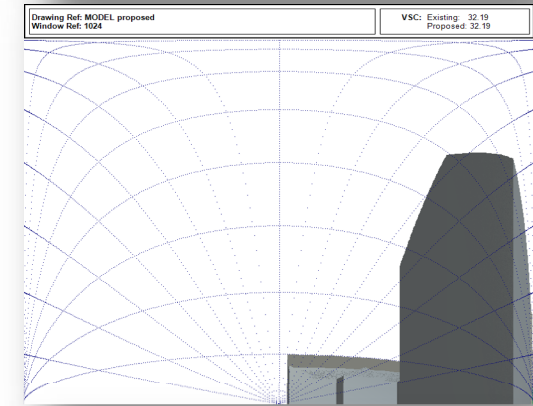 Drawing Ref: MODEL proposed
Window Ref: 1024
VSC: Existing: 32.19
Proposed: 32.19